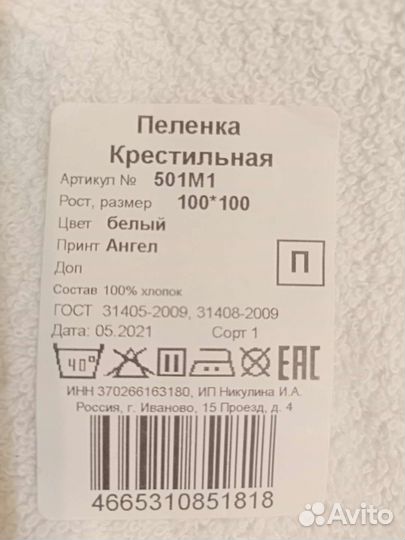 Пеленка
Крестильная
Артикул № 501М1
Рост, размер 100*100
Цвет белый
Принт Ангел
Доп
П
Состав 100% хлопок
ГОСТ 31405-2009, 31408-2009
Дата: 05.2021 Сорт 1
40° EAC
ИНН 370266163180, ИП Никулина И.А.
Россия, г. Иваново, 15 Проезд, д. 4
4665310851818
Avito